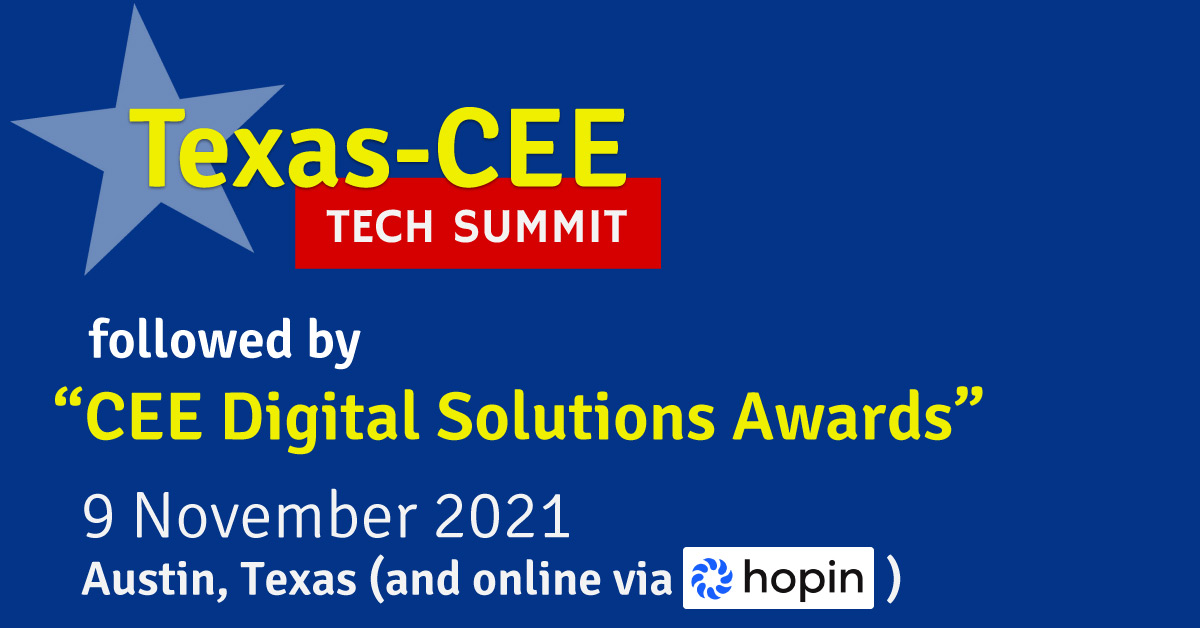 Texas-CEE
TECH SUMMIT
followed by
“CEE Digital Solutions Awards”
9 November 2021
Austin, Texas (and online via hopin )